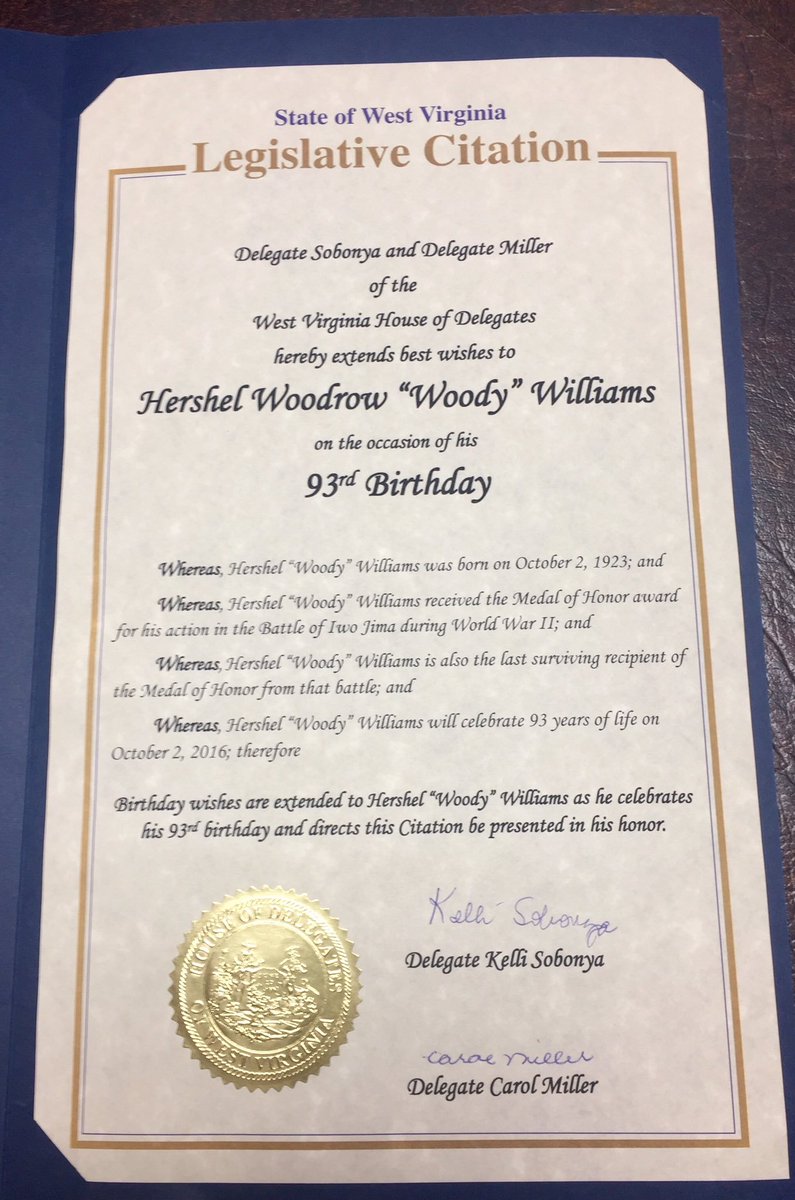 State of West Virginia
Legislative Citation
Delegate Sobonya and Delegate Miller
of the
West Virginia House of Delegates
hereby extends best wishes to
Hershel Woodrow “Woody” Williams
on the occasion of his
93rd Birthday
Whereas, Hershel “Woody” Williams was born on October 2, 1923; and
Whereas, Hershel “Woody” Williams received the Medal of Honor award
for his action in the Battle of Iwo Jima during World War II; and
Whereas, Hershel “Woody” Williams is also the last surviving recipient of
the Medal of Honor from that battle; and
Whereas, Hershel “Woody” Williams will celebrate 93 years of life on
October 2, 2016; therefore
Birthday wishes are extended to Hershel “Woody” Williams as he celebrates
his 93rd birthday and directs this Citation be presented in his honor.
Kelli Sobonya
Delegate Kelli Sobonya
Carol Miller
Delegate Carol Miller
HOUSE OF DELEGATES
OF WEST VIRGINIA